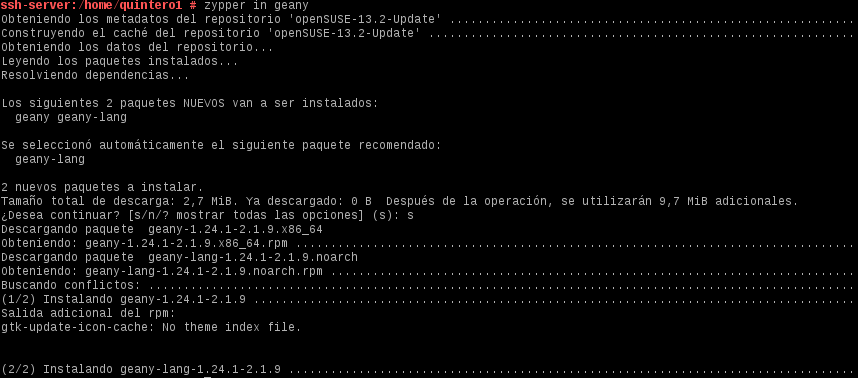 ssh-server:/home/quintero1 # zypper in geany
Obteniendo los metadatos del repositorio 'openSUSE-13.2-Update' ..........................................................
Construyendo el caché del repositorio 'openSUSE-13.2-Update' .............................................................
Obteniendo los datos del repositorio...
Leyendo los paquetes instalados...
Resolviendo dependencias...
Los siguientes 2 paquetes NUEVOS van a ser instalados:
geany geany-lang
Se seleccionó automáticamente el siguiente paquete recomendado:
geany-lang
2 nuevos paquetes a instalar.
Tamaño total de descarga: 2,7 MiB. Ya descargado: 0 B  Después de la operación, se utilizarán 9,7 MiB adicionales.
¿Desea continuar? [s/n/? mostrar todas las opciones] (s): s
Descargando paquete  geany-1.24.1-2.1.9.x86_64
Obteniendo: geany-1.24.1-2.1.9.x86_64.rpm ................................................................................
Descargando paquete  geany-lang-1.24.1-2.1.9.noarch
Obteniendo: geany-lang-1.24.1-2.1.9.noarch.rpm ...........................................................................
Buscando conflictos: .....................................................................................................
(1/2) Instalando geany-1.24.1-2.1.9 ......................................................................................
Salida adicional del rpm:
gtk-update-icon-cache: No theme index file.
(2/2) Instalando geany-lang-1.24.1-2.1.9 .................................................................................